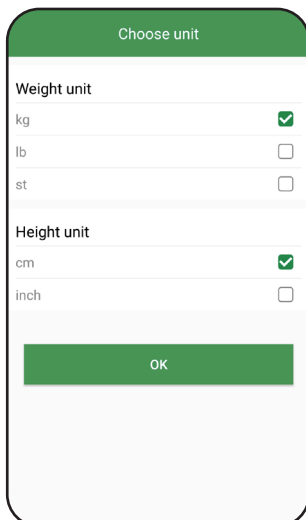 Choose unit
Weight unit
kg
lb
st
Height unit
cm
inch
OK